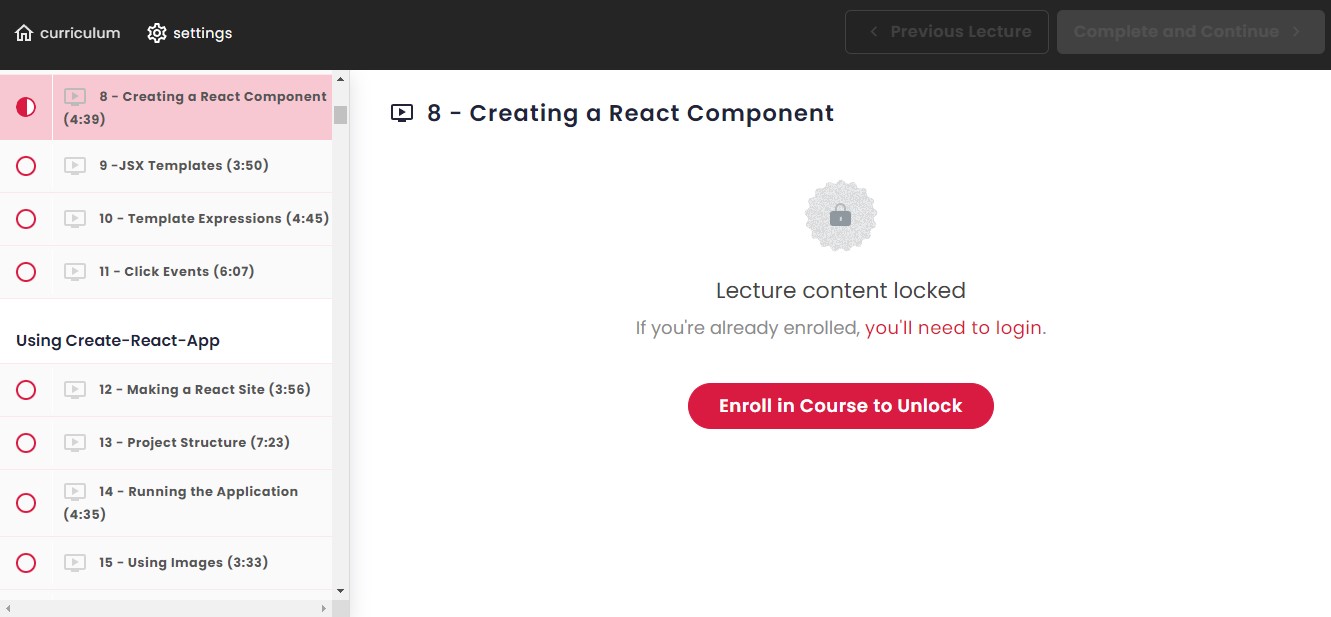 curriculum
settings
Previous Lecture
Complete and Continue
8 - Creating a React Component
(4:39)
9 -JSX Templates (3:50)
10 - Template Expressions (4:45)
11 - Click Events (6:07)
Using Create-React-App
12 - Making a React Site (3:56)
13 - Project Structure (7:23)
14 - Running the Application
(4:35)
15 - Using Images (3:33)
8 - Creating a React Component
Lecture content locked
If you're already enrolled, you'll need to login.
Enroll in Course to Unlock